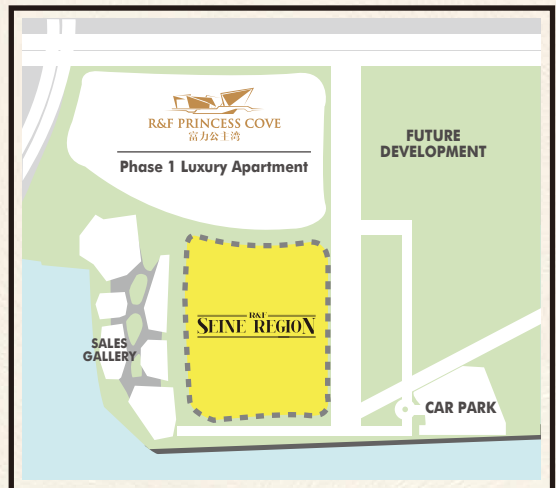 R&F PRINCESS COVE
富力公主湾
Phase 1 Luxury Apartment
FUTURE
DEVELOPMENT
R&F
SEINE REGION
SALES
GALLERY
CAR PARK